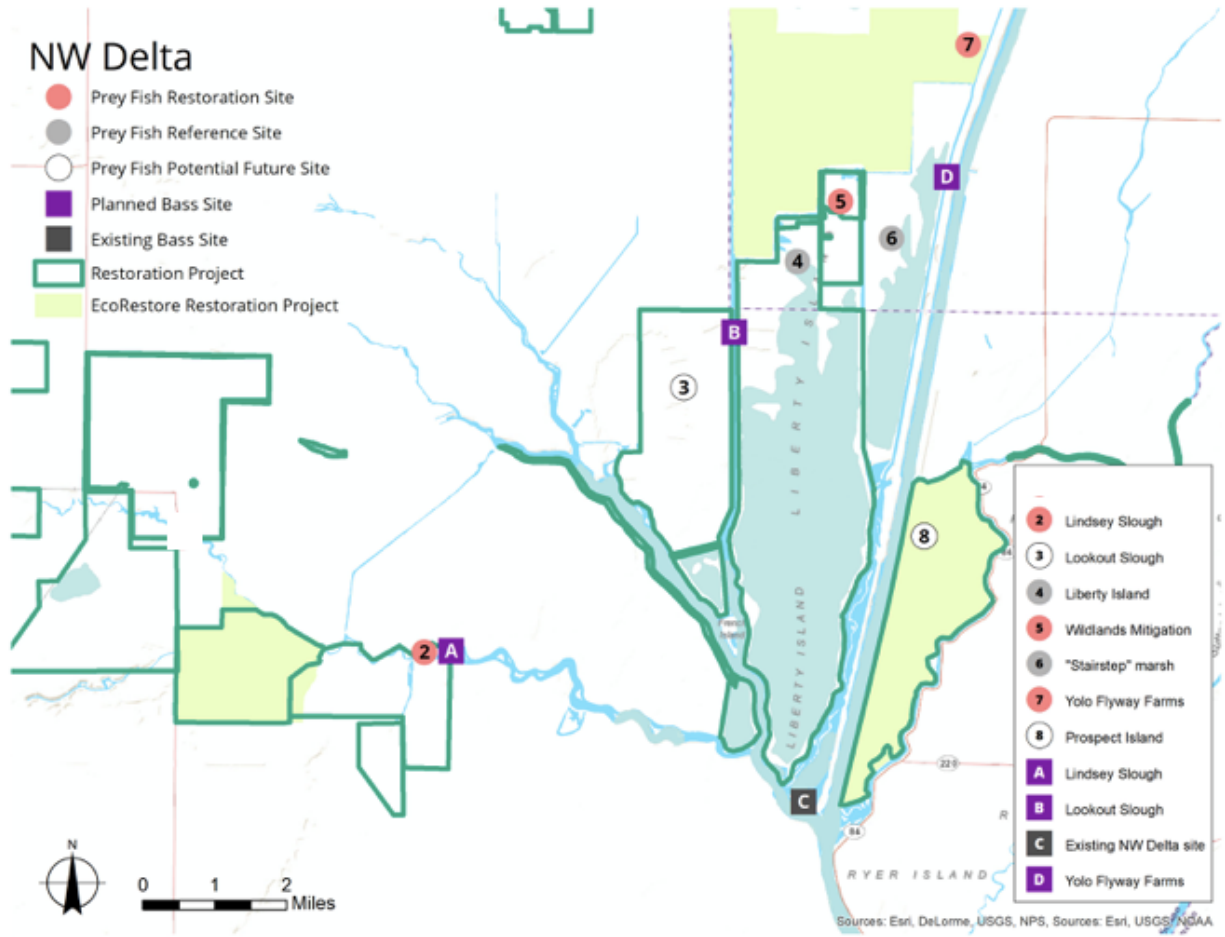 NW Delta
Prey Fish Restoration Site
Prey Fish Reference Site
Prey Fish Potential Future Site
Planned Bass Site
Existing Bass Site
Restoration Project
EcoRestore Restoration Project
7
D
5
6
4
B
3
LIBERTY ISL
8
2 A
LIBERTY ISLAND
C
220
84
RYER ISLAND
R
2 Lindsey Slough
3 Lookout Slough
4 Liberty Island
5 Wildlands Mitigation
6 "Stairstep" marsh
7 Yolo Flyway Farms
8 Prospect Island
A Lindsey Slough
B Lookout Slough
C Existing NW Delta site
D Yolo Flyway Farms
N
0 1 2
Miles
Sources: Esri, DeLorme, USGS, NPS, Sources: Esri, USGS, NOAA